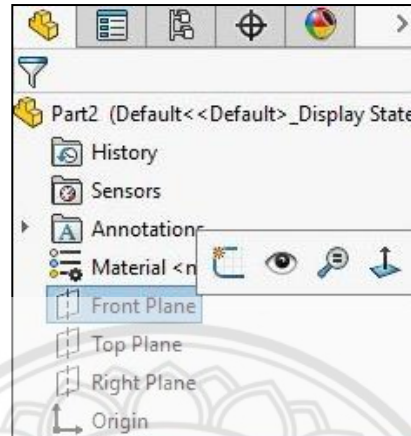 Part2 (Default<<Default>_Display State
History
Sensors
Annotations
Material <n
Front Plane
Top Plane
Right Plane
Origin